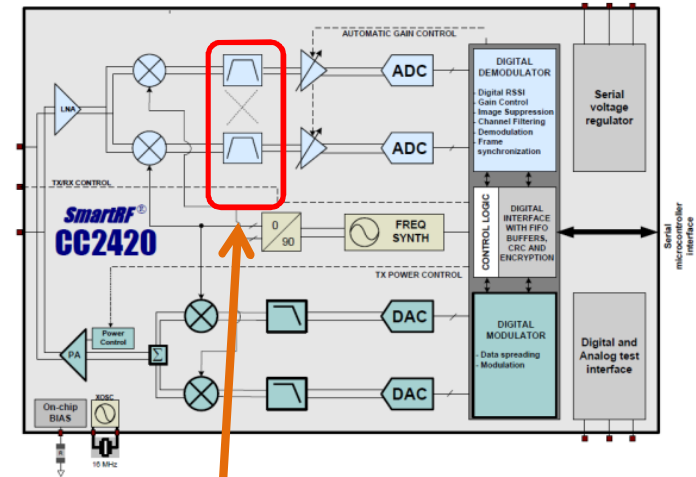 AUTOMATIC GAIN CONTROL
LNA
ADC
ADC
DIGITAL
DEMODULATOR
- Digital RSSI
- Gain Control
- Image Suppression
- Channel Filtering
- Demodulation
- Frame
synchronization
Serial
voltage
regulator
TX/RX CONTROL
SmartRF®
CC2420
0
90
FREQ
SYNTH
CONTROL LOGIC
DIGITAL
INTERFACE
WITH FIFO
BUFFERS,
CRC AND
ENCRYPTION
Serial
microcontroller
interface
TX POWER CONTROL
Power
Control
PA
Σ
DAC
DAC
DIGITAL
MODULATOR
- Data spreading
- Modulation
Digital and
Analog test
interface
On-chip
BIAS
XOSC
R
16 MHz